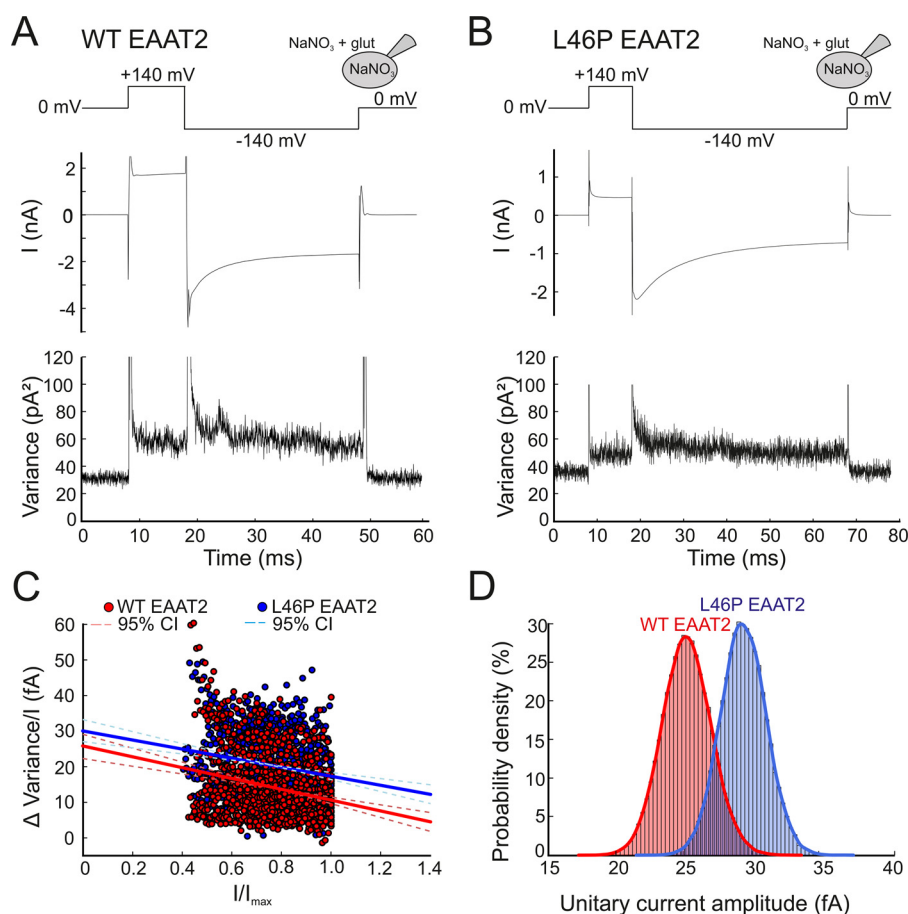 A WT EAAT2
NaNO₃ + glut
NaNO₃
+140 mV
0 mV
0 mV
-140 mV
I (nA)
2
0
-2
-4
Variance (pA²)
120
100
80
60
40
20
0
0 10 20 30 40 50 60
Time (ms)
B L46P EAAT2
NaNO₃ + glut
NaNO₃
+140 mV
0 mV
0 mV
-140 mV
I (nA)
1
0
-1
-2
Variance (pA²)
120
100
80
60
40
20
0
0 10 20 30 40 50 60 70 80
Time (ms)
C
WT EAAT2 L46P EAAT2
95% CI 95% CI
Δ Variance/I (fA)
60
50
40
30
20
10
0
0 0.2 0.4 0.6 0.8 1.0 1.2 1.4
I/Imax
D
L46P EAAT2
WT EAAT2
Probability density (%)
30
25
20
15
10
5
0
15 20 25 30 35 40
Unitary current amplitude (fA)